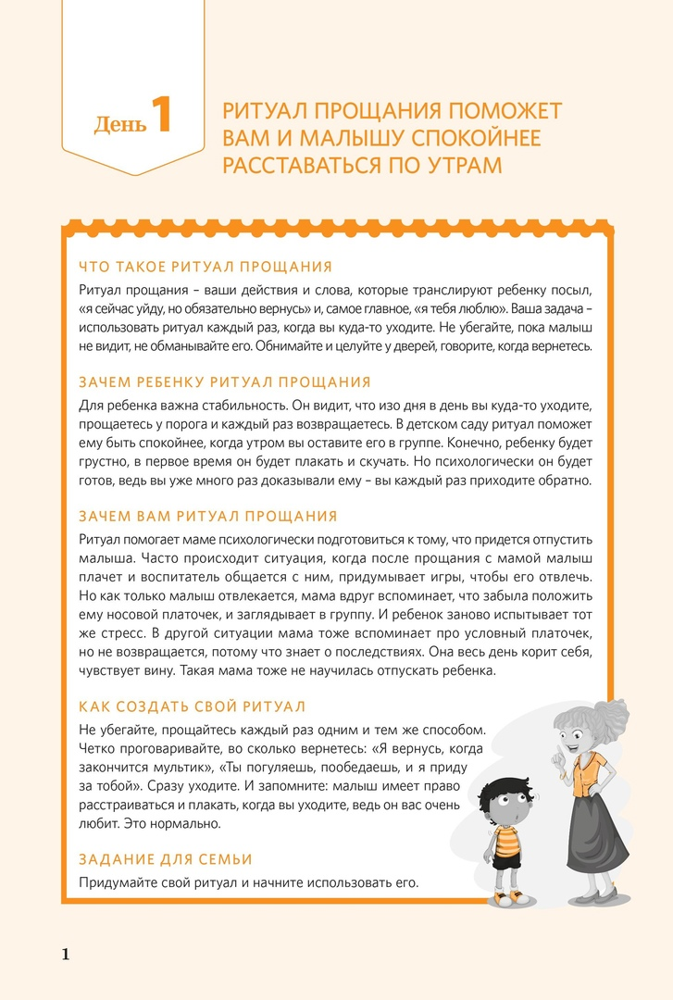 День 1
РИТУАЛ ПРОЩАНИЯ ПОМОЖЕТ
ВАМ И МАЛЫШУ СПОКОЙНЕЕ
РАССТАВАТЬСЯ ПО УТРАМ
ЧТО ТАКОЕ РИТУАЛ ПРОЩАНИЯ
Ритуал прощания – ваши действия и слова, которые транслируют ребенку посыл,
«я сейчас уйду, но обязательно вернусь» и, самое главное, «я тебя люблю». Ваша задача –
использовать ритуал каждый раз, когда вы куда-то уходите. Не убегайте, пока малыш
не видит, не обманывайте его. Обнимайте и целуйте у дверей, говорите, когда вернетесь.
ЗАЧЕМ РЕБЕНКУ РИТУАЛ ПРОЩАНИЯ
Для ребенка важна стабильность. Он видит, что изо дня в день вы куда-то уходите,
прощаетесь у порога и каждый раз возвращаетесь. В детском саду ритуал поможет
ему быть спокойнее, когда утром вы оставите его в группе. Конечно, ребенку будет
грустно, в первое время он будет плакать и скучать. Но психологически он будет
готов, ведь вы уже много раз доказывали ему – вы каждый раз приходите обратно.
ЗАЧЕМ ВАМ РИТУАЛ ПРОЩАНИЯ
Ритуал помогает маме психологически подготовиться к тому, что придется отпустить
малыша. Часто происходит ситуация, когда после прощания с мамой малыш
плачет и воспитатель общается с ним, придумывает игры, чтобы его отвлечь.
Но как только малыш отвлекается, мама вдруг вспоминает, что забыла положить
ему носовой платочек, и заглядывает в группу. И ребенок заново испытывает тот
же стресс. В другой ситуации мама тоже вспоминает про условный платочек,
но не возвращается, потому что знает о последствиях. Она весь день корит себя,
чувствует вину. Такая мама тоже не научилась отпускать ребенка.
КАК СОЗДАТЬ СВОЙ РИТУАЛ
Не убегайте, прощайтесь каждый раз одним и тем же способом.
Четко проговаривайте, во сколько вернетесь: «Я вернусь, когда
закончится мультик», «Ты погуляешь, пообедаешь, и я приду
за тобой». Сразу уходите. И запомните: малыш имеет право
расстраиваться и плакать, когда вы уходите, ведь он вас очень
любит. Это нормально.
ЗАДАНИЕ ДЛЯ СЕМЬИ
Придумайте свой ритуал и начните использовать его.
1